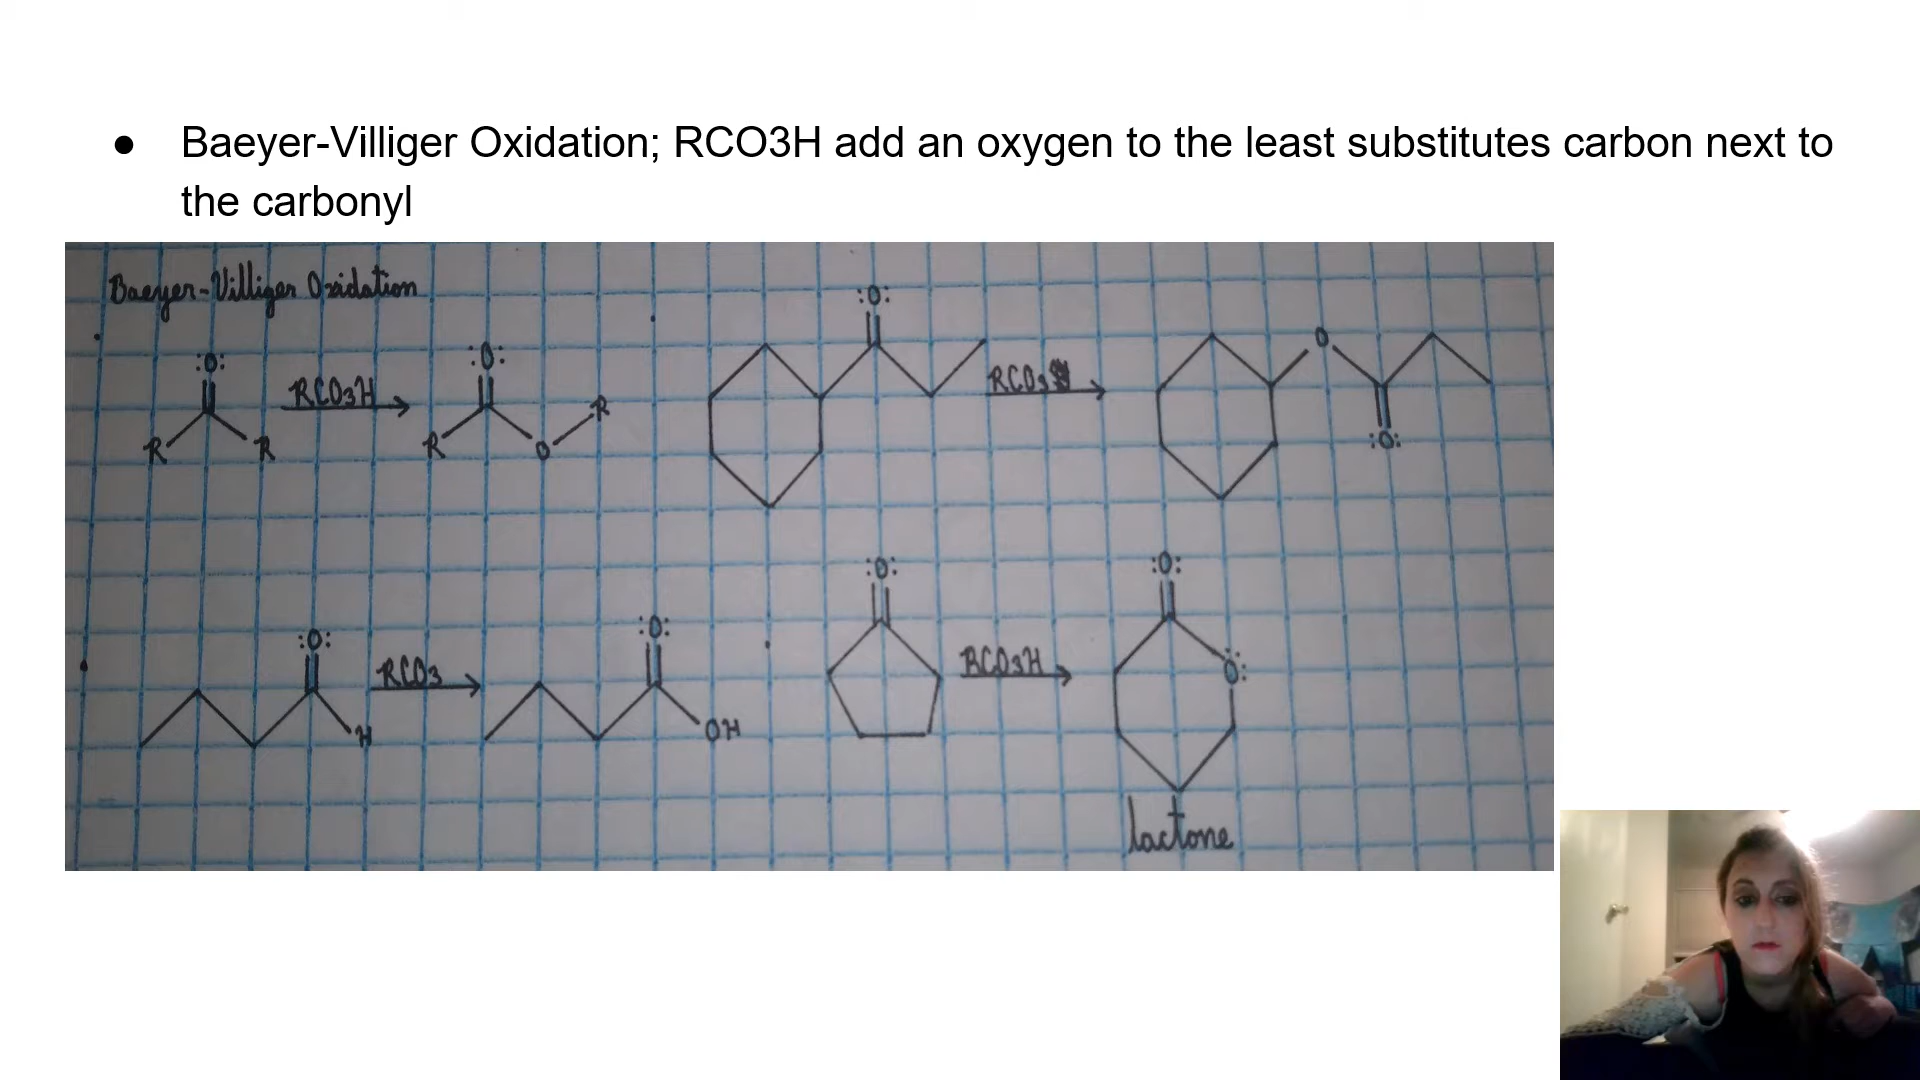 ● Baeyer-Villiger Oxidation; RCO3H add an oxygen to the least substitutes carbon next to
the carbonyl
Baeyer-Villiger Oxidation
:O: RCO3H :O: R R R O R
:O: RCO3 O :O:
:O: H RCO3 :O: OH
:O: RCO3H :O: O:
lactone